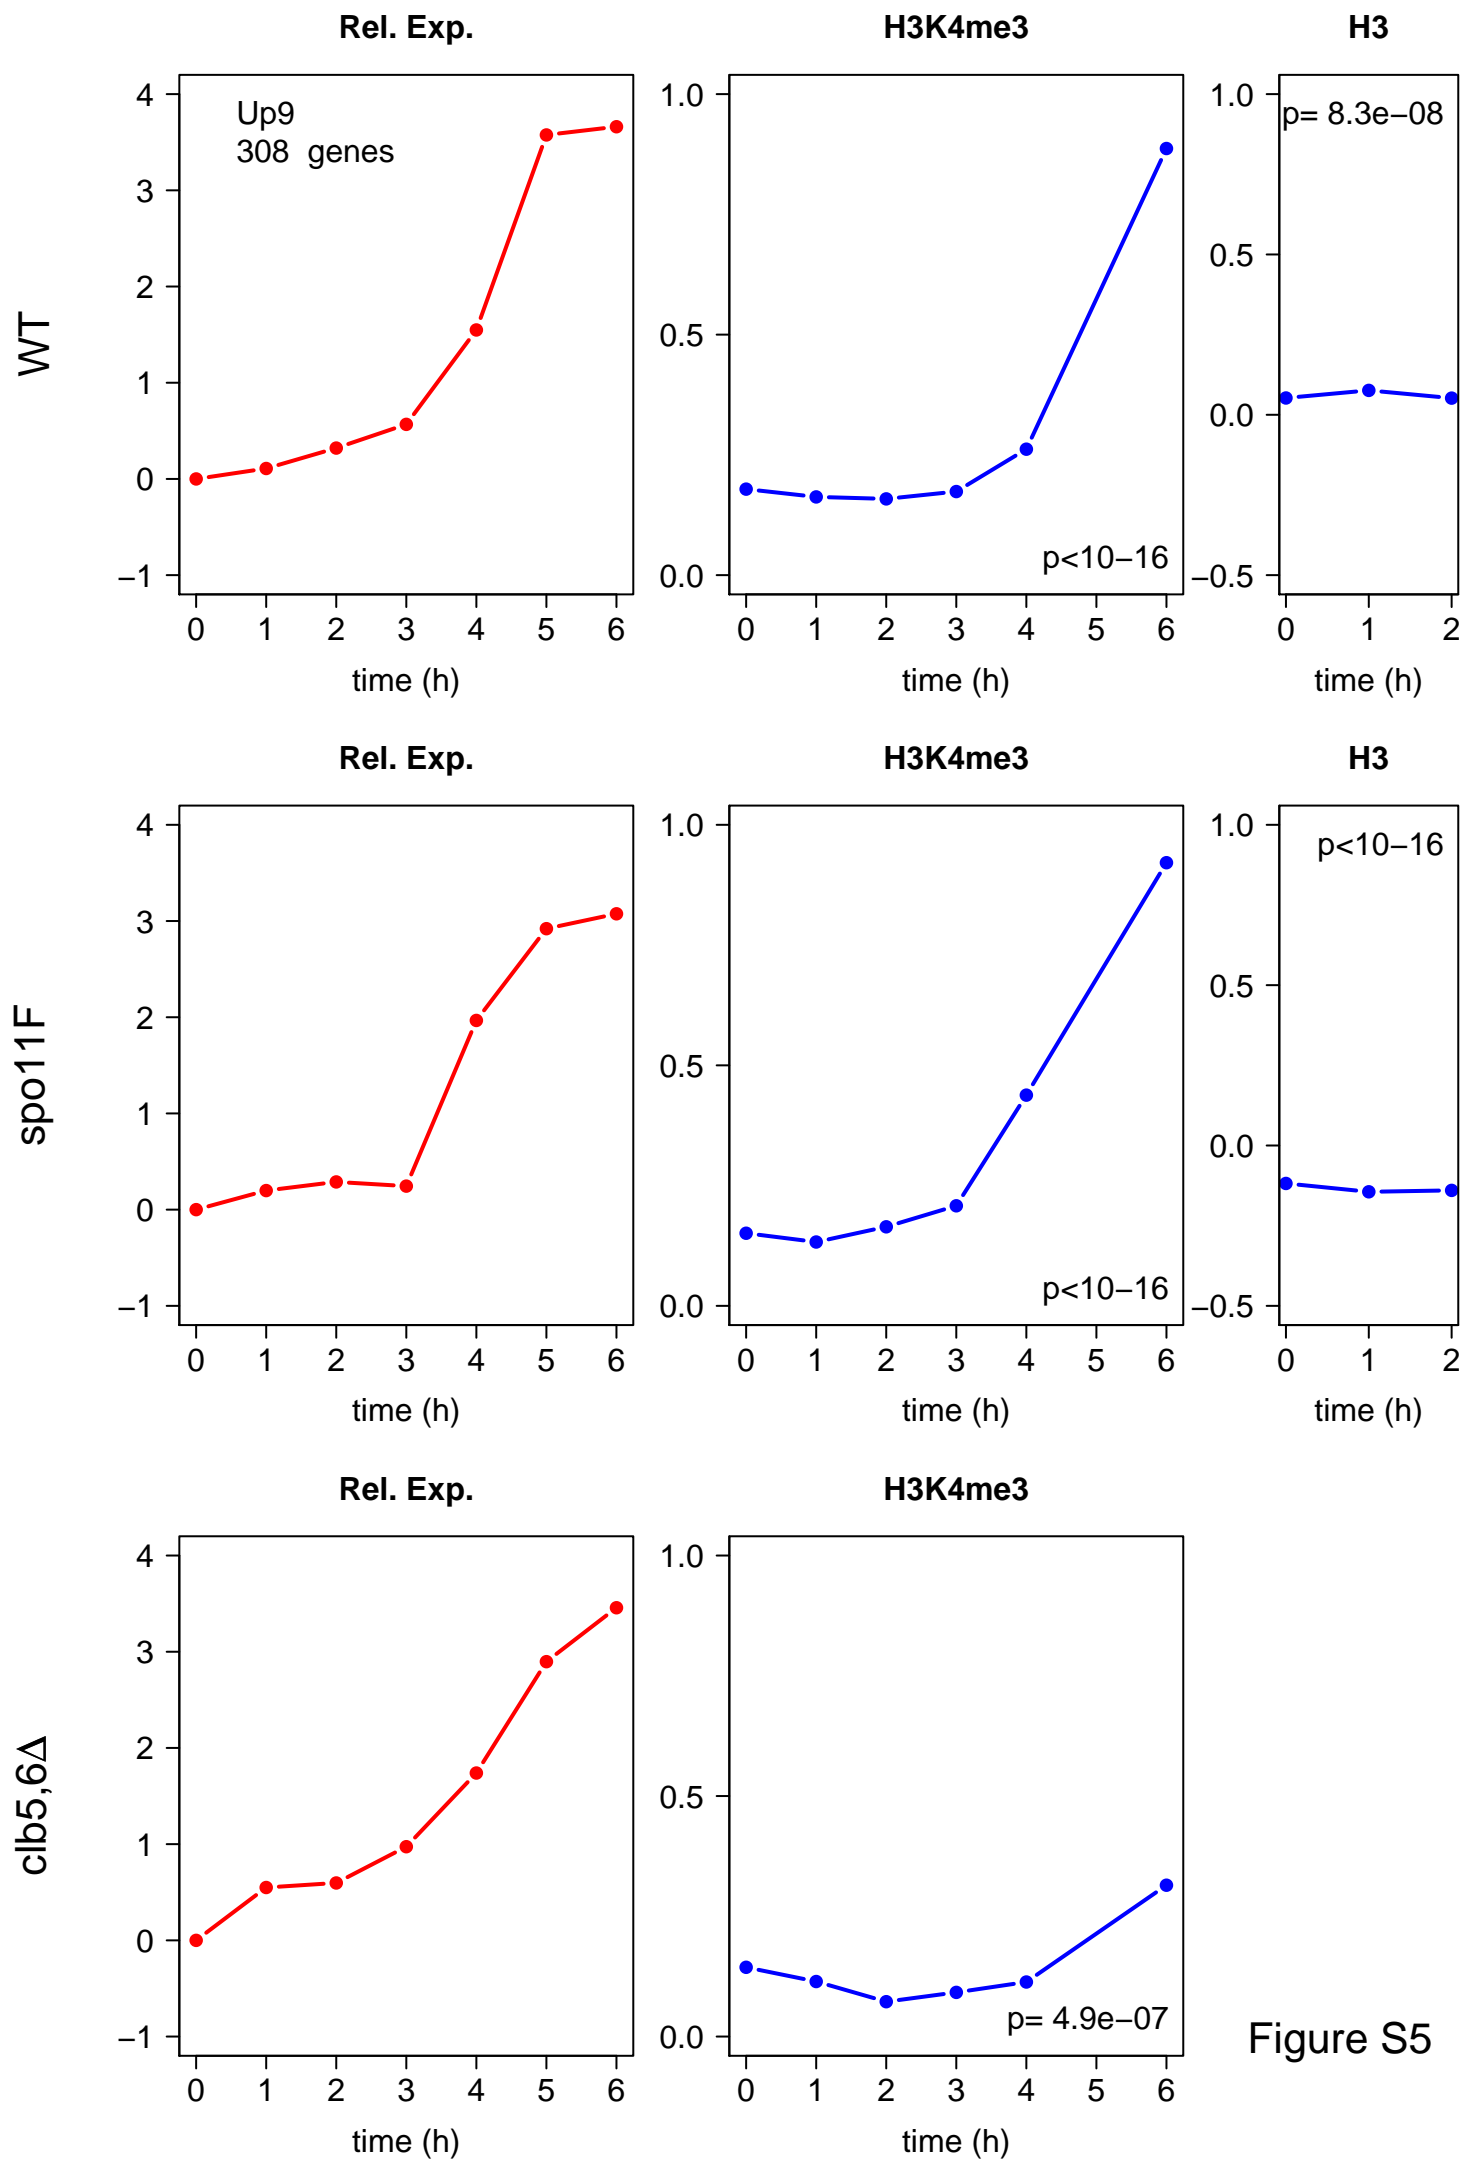 Rel. Exp. H3K4me3 H3
WT
4
3
2
1
0
−1
Up9
308 genes
0 1 2 3 4 5 6
time (h)
1.0
0.5
0.0
p<10−16
0 1 2 3 4 5 6
time (h)
1.0
0.5
0.0
−0.5
p= 8.3e−08
0 1 2
time (h)
Rel. Exp. H3K4me3 H3
spo11F
4
3
2
1
0
−1
0 1 2 3 4 5 6
time (h)
1.0
0.5
0.0
p<10−16
0 1 2 3 4 5 6
time (h)
1.0
0.5
0.0
−0.5
p<10−16
0 1 2
time (h)
Rel. Exp. H3K4me3
clb5,6Δ
4
3
2
1
0
−1
0 1 2 3 4 5 6
time (h)
1.0
0.5
0.0
p= 4.9e−07
0 1 2 3 4 5 6
time (h)
Figure S5